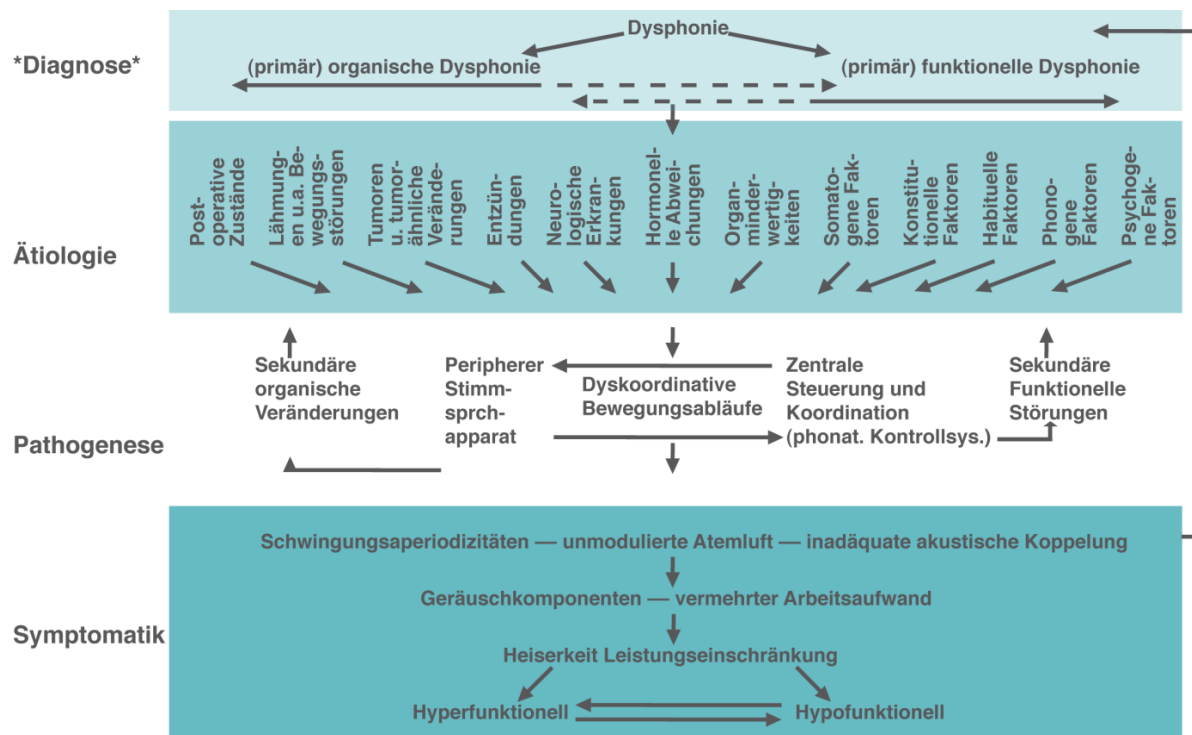 Dysphonie
*Diagnose*
(primär) organische Dysphonie
(primär) funktionelle Dysphonie
Ätiologie
Post-
operative
Zustände
Lähmung-
en u.a. Be-
wegungs-
störungen
Tumoren
u. tumor-
ähnliche
Verände-
rungen
Entzün-
dungen
Neuro-
logische
Erkran-
kungen
Hormonel-
le Abwei-
chungen
Organ-
minder-
wertig-
keiten
Somato-
gene Fak-
toren
Konstitu-
tionelle
Faktoren
Habituelle
Faktoren
Phono-
gene
Faktoren
Psychoge-
ne Fak-
toren
Pathogenese
Sekundäre
organische
Veränderungen
Peripherer
Stimm-
sprch-
apparat
Dyskoordinative
Bewegungsabläufe
Zentrale
Steuerung und
Koordination
(phonat. Kontrollsys.)
Sekundäre
Funktionelle
Störungen
Symptomatik
Schwingungsaperiodizitäten — unmodulierte Atemluft — inadäquate akustische Koppelung
Geräuschkomponenten — vermehrter Arbeitsaufwand
Heiserkeit Leistungseinschränkung
Hyperfunktionell
Hypofunktionell